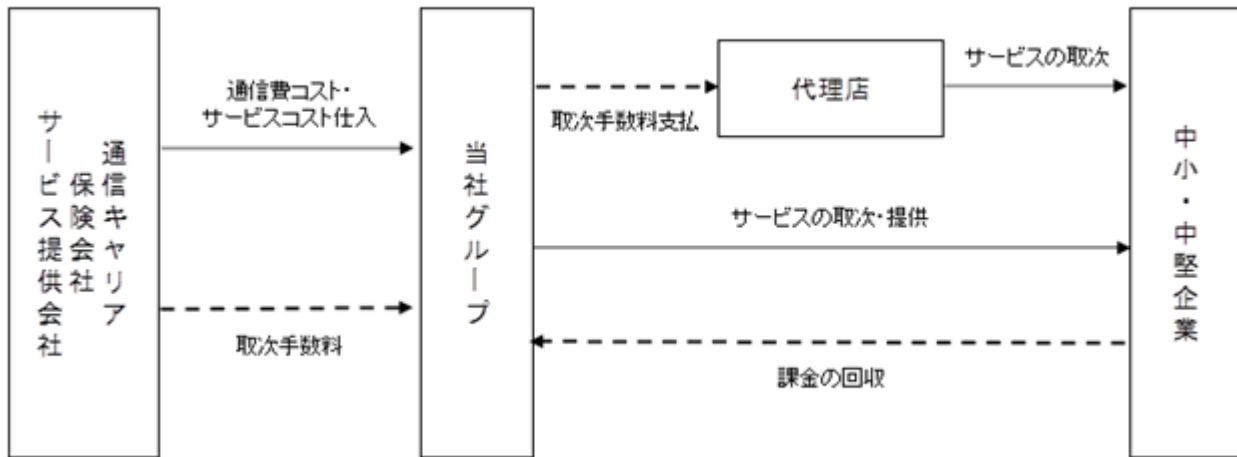 通信キャリア
保険会社
サービス提供会社
通信費コスト・
サービスコスト仕入
取次手数料
当社グループ
取次手数料支払
代理店
サービスの取次
サービスの取次・提供
課金の回収
中小・中堅企業